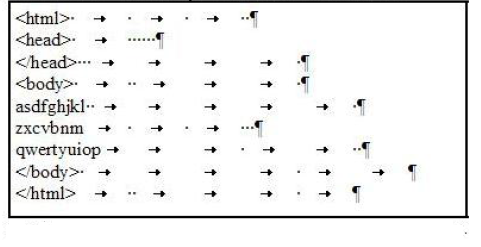 <html>
<head>
</head>
<body>
asdfghjkl
zxcvbnm
qwertyuiop
</body>
</html>